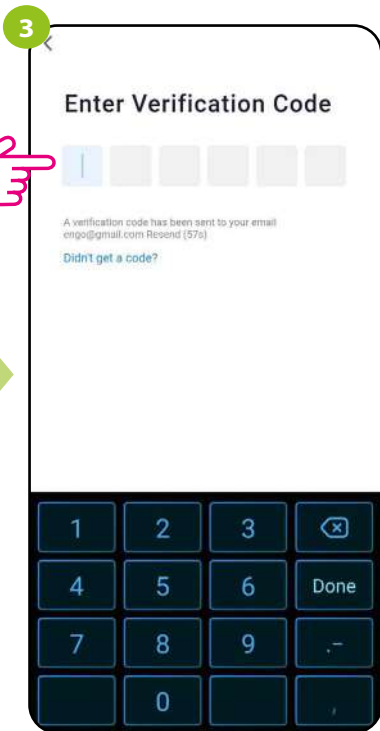 3
Enter Verification Code
A verification code has been sent to your email
engo@gmail.com Resend (57s)
Didn't get a code?
1 2 3
4 5 6 Done
7 8 9 .-
0 ,